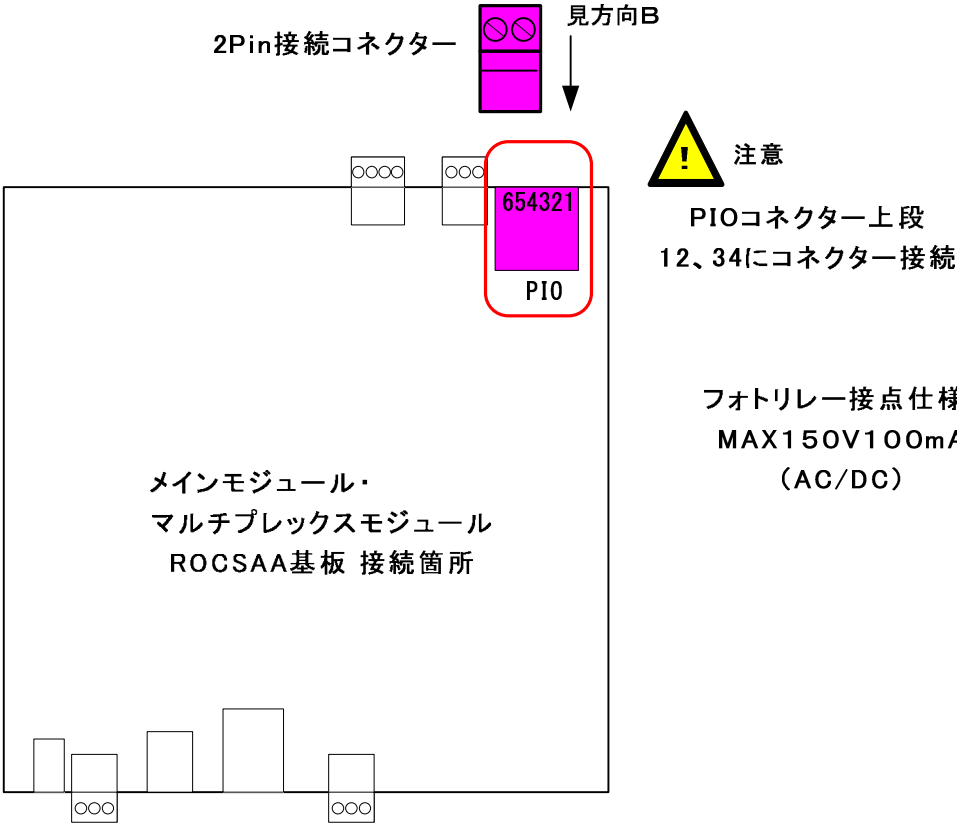 見方向B
2Pin接続コネクター
!
注意
654321
PIO
PIOコネクター上段
12、34にコネクター接続
フォトリレー接点仕様
MAX150V100mA
(AC/DC)
メインモジュール・
マルチプレックスモジュール
ROCSAA基板 接続箇所